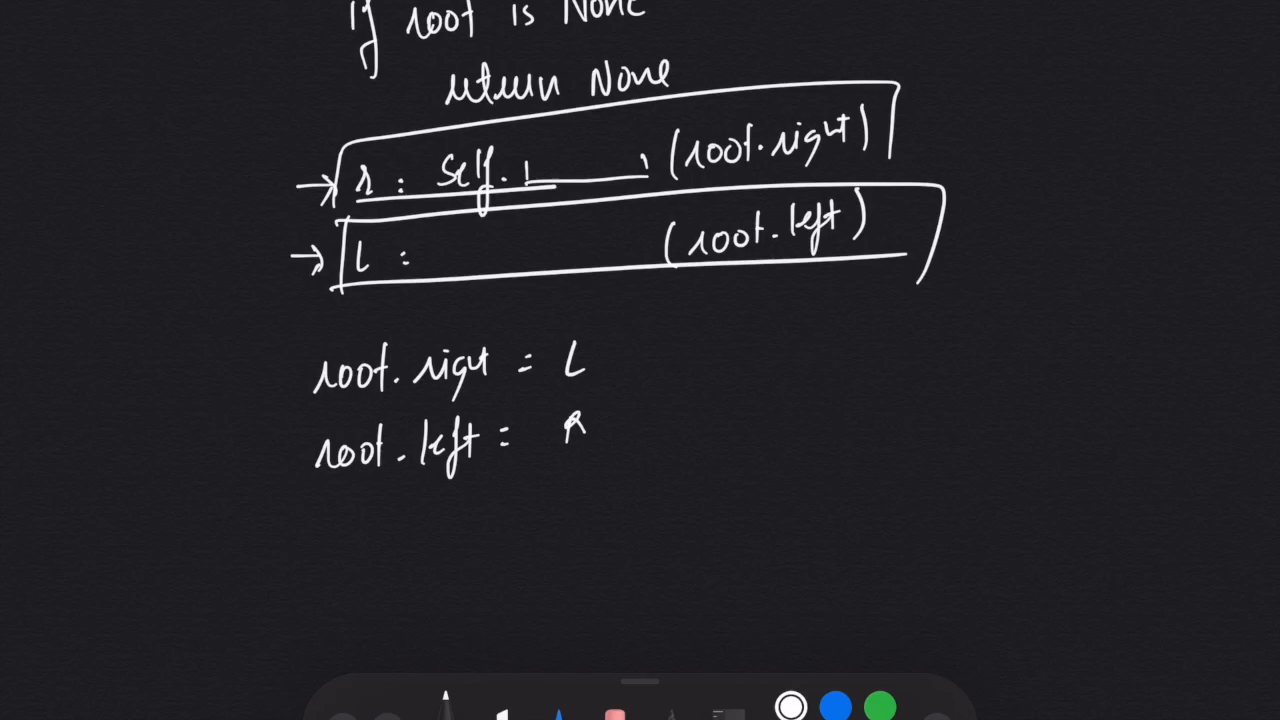 if root is None
return None
r : Self. (root.right)
L : (root.left)
root.right = L
root.left = R